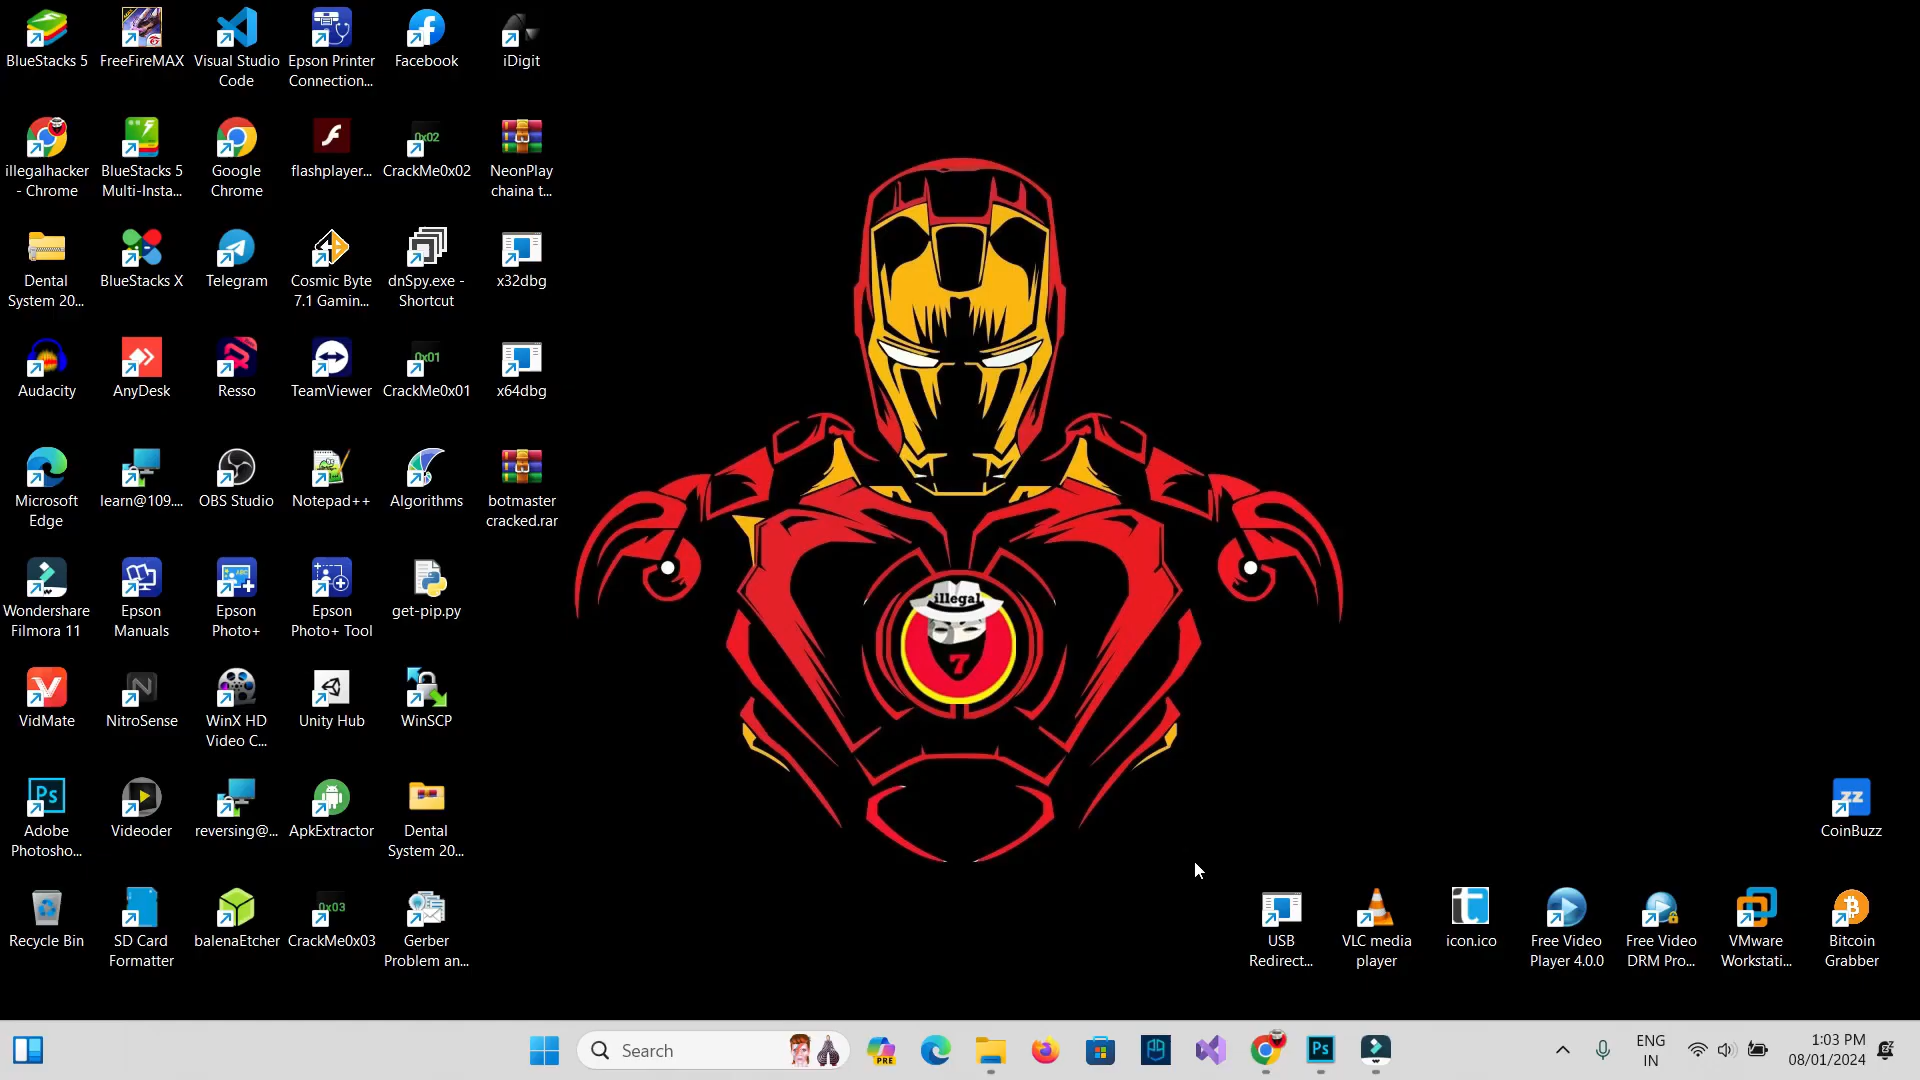 BlueStacks 5
FreeFireMAX
Visual Studio
Code
Epson Printer
Connection...
Facebook
iDigit
illegalhacker
- Chrome
BlueStacks 5
Multi-Insta...
Google
Chrome
flashplayer...
0x02
CrackMe0x02
NeonPlay
chaina t...
Dental
System 20...
BlueStacks X
Telegram
Cosmic Byte
7.1 Gamin...
dnSpy.exe -
Shortcut
x32dbg
Audacity
AnyDesk
Resso
TeamViewer
0x01
CrackMe0x01
x64dbg
Microsoft
Edge
learn@109....
OBS Studio
Notepad++
Algorithms
botmaster
cracked.rar
Wondershare
Filmora 11
Epson
Manuals
Epson
Photo+
Epson
Photo+ Tool
get-pip.py
illegal
7
VidMate
NitroSense
WinX HD
Video C...
Unity Hub
WinSCP
Ps
Adobe
Photosho...
Videoder
reversing@...
ApkExtractor
Dental
System 20...
zz
CoinBuzz
Recycle Bin
SD Card
Formatter
balenaEtcher
0x03
CrackMe0x03
Gerber
Problem an...
USB
Redirect...
VLC media
player
icon.ico
Free Video
Player 4.0.0
Free Video
DRM Pro...
VMware
Workstati...
Bitcoin
Grabber
Search
PRE
Ps
ENG
IN
1:03 PM
08/01/2024